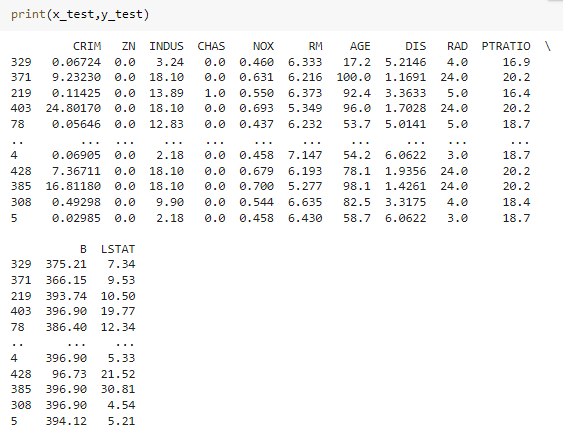 print(x_test,y_test)
CRIM ZN INDUS CHAS NOX RM AGE DIS RAD PTRATIO \
329 0.06724 0.0 3.24 0.0 0.460 6.333 17.2 5.2146 4.0 16.9
371 9.23230 0.0 18.10 0.0 0.631 6.216 100.0 1.1691 24.0 20.2
219 0.11425 0.0 13.89 1.0 0.550 6.373 92.4 3.3633 5.0 16.4
403 24.80170 0.0 18.10 0.0 0.693 5.349 96.0 1.7028 24.0 20.2
78 0.05646 0.0 12.83 0.0 0.437 6.232 53.7 5.0141 5.0 18.7
.. ... ... ... ... ... ... ... ... ... ...
4 0.06905 0.0 2.18 0.0 0.458 7.147 54.2 6.0622 3.0 18.7
428 7.36711 0.0 18.10 0.0 0.679 6.193 78.1 1.9356 24.0 20.2
385 16.81180 0.0 18.10 0.0 0.700 5.277 98.1 1.4261 24.0 20.2
308 0.49298 0.0 9.90 0.0 0.544 6.635 82.5 3.3175 4.0 18.4
5 0.02985 0.0 2.18 0.0 0.458 6.430 58.7 6.0622 3.0 18.7
B LSTAT
329 375.21 7.34
371 366.15 9.53
219 393.74 10.50
403 396.90 19.77
78 386.40 12.34
.. ... ...
4 396.90 5.33
428 96.73 21.52
385 396.90 30.81
308 396.90 4.54
5 394.12 5.21